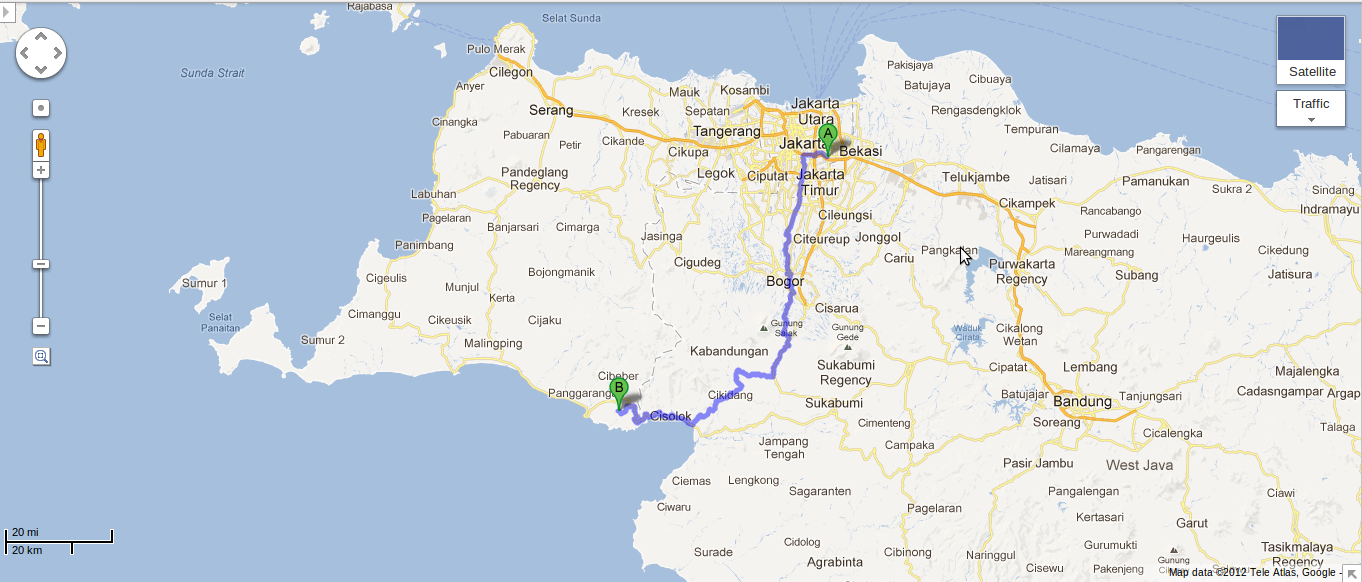 Rajabasa
Selat Sunda
Pulo Merak
Cilegon
Sunda Strait
Anyer
Serang
Mauk
Kosambi
Jakarta
Utara
Pakisjaya
Cibuaya
Batujaya
Rengasdengklok
Satellite
Traffic
Cinangka
Kresek
Sepatan
Tangerang
A
Jakarta
Bekasi
Tempuran
Cilamaya
Pangarengan
Pabuaran
Petir
Cikande
Cikupa
Pandeglang
Regency
Legok
Ciputat
Jakarta
Timur
Telukjambe
Jatisari
Pamanukan
Sukra 2
Sindang
Indramayu
Labuhan
Pagelaran
Banjarsari
Cimarga
Jasinga
Cileungsi
Cikampek
Rancabango
Purwadadi
Haurgeulis
Panimbang
Citeureup
Jonggol
Mareangmang
Cikedung
Cigudeg
Cariu
Purwakarta
Regency
Subang
Jatisura
Sumur 1
Cigeulis
Bojongmanik
Munjul
Kerta
Bogor
Selat
Panaitan
Cimanggu
Cikeusik
Cijaku
Cisarua
Gunung
Salak
Gunung
Gede
Waduk
Cirata
Cikalong
Wetan
Sumur 2
Malingping
Kabandungan
Sukabumi
Regency
Cipatat
Lembang
Majalengka
Cibeber
B
Cikidang
Sukabumi
Batujajar
Bandung
Tanjungsari
Cadasngampar
Cisolok
Cimenteng
Soreang
Cicalengka
Talaga
Jampang
Tengah
Campaka
Pasir Jambu
West Java
Ciemas
Lengkong
Sagaranten
Pangalengan
Ciawi
Ciwaru
Pagelaran
Kertasari
Garut
20 mi
20 km
Surade
Cidolog
Agrabinta
Cibinong
Naringgul
Gurumukti
Cisewu
Pakenjeng
Gunung
Tasikmalaya
Regency
Map data ©2012 Tele Atlas, Google -